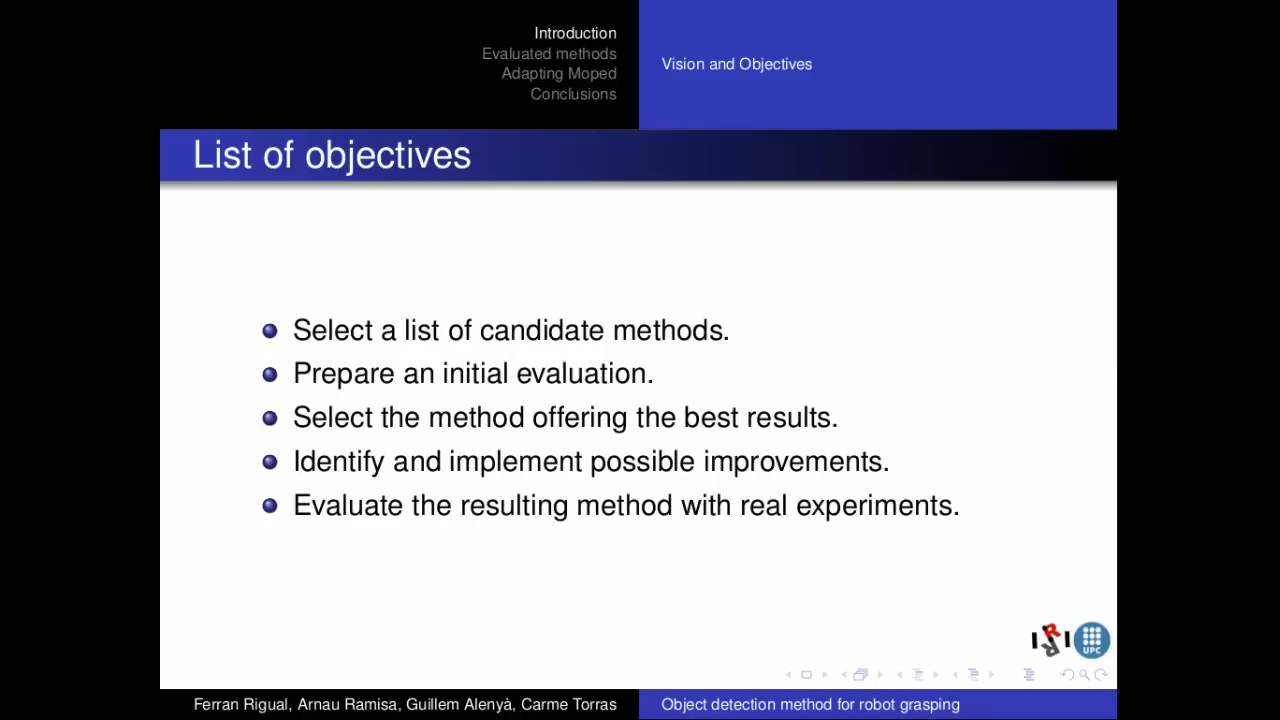 Introduction
Evaluated methods
Adapting Moped
Conclusions
Vision and Objectives
List of objectives
Select a list of candidate methods.
Prepare an initial evaluation.
Select the method offering the best results.
Identify and implement possible improvements.
Evaluate the resulting method with real experiments.
IRI
UPC
Ferran Rigual, Arnau Ramisa, Guillem Alenyà, Carme Torras
Object detection method for robot grasping